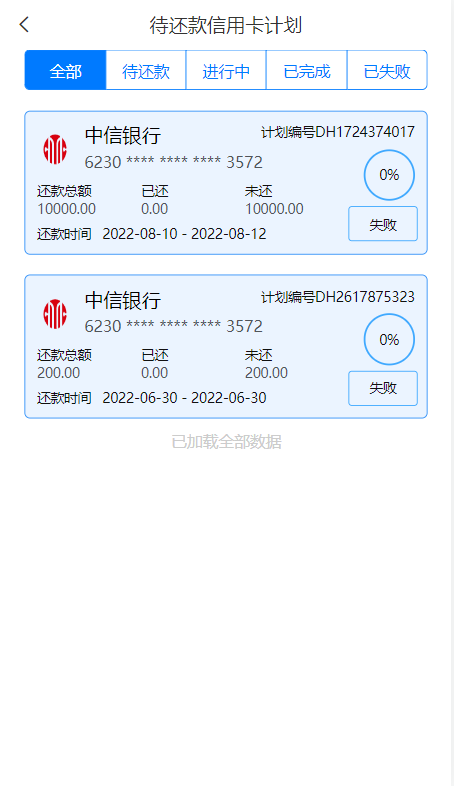 待还款信用卡计划
全部 待还款 进行中 已完成 已失败
中信银行 计划编号DH1724374017
6230 **** **** **** 3572
0%
还款总额 已还 未还
10000.00 0.00 10000.00
失败
还款时间 2022-08-10 - 2022-08-12
中信银行 计划编号DH2617875323
6230 **** **** **** 3572
0%
还款总额 已还 未还
200.00 0.00 200.00
失败
还款时间 2022-06-30 - 2022-06-30
已加载全部数据